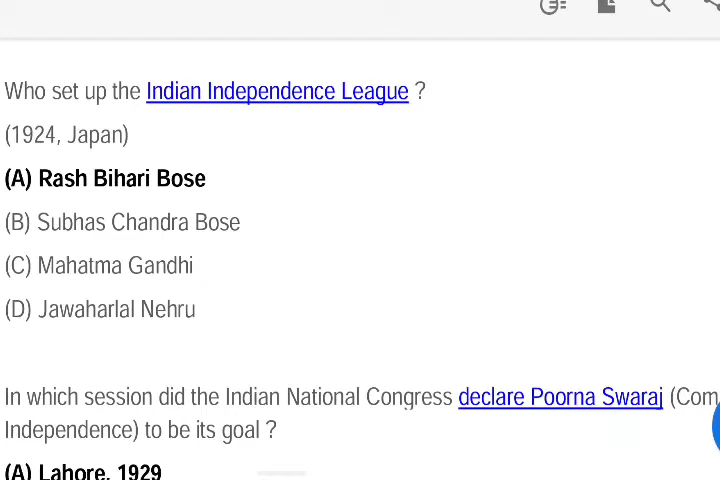 Who set up the Indian Independence League ?
(1924, Japan)
(A) Rash Bihari Bose
(B) Subhas Chandra Bose
(C) Mahatma Gandhi
(D) Jawaharlal Nehru
In which session did the Indian National Congress declare Poorna Swaraj (Com
Independence) to be its goal ?
(A) Lahore, 1929